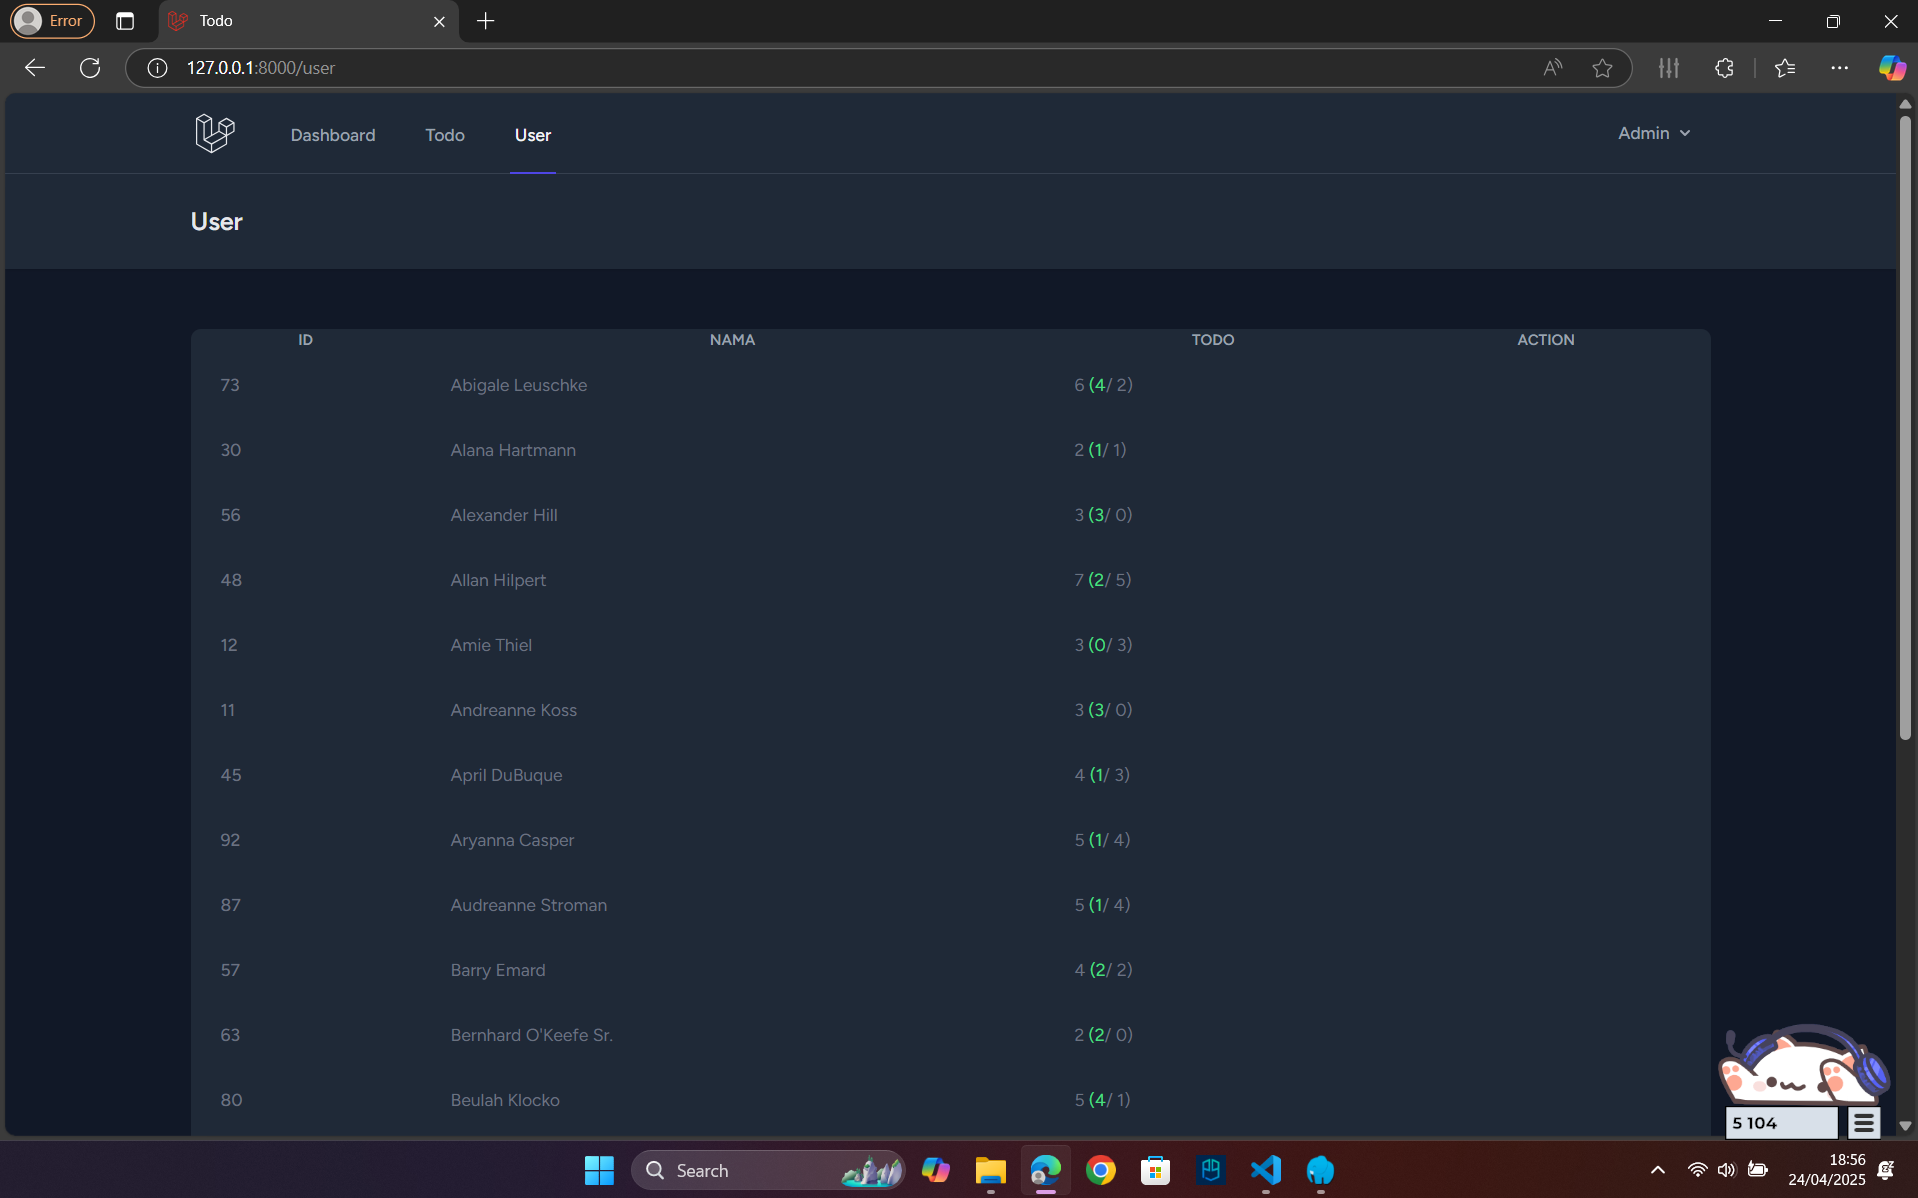 Error
Todo
127.0.0.1:8000/user
Dashboard Todo User Admin
User
ID NAMA TODO ACTION
73 Abigale Leuschke 6 (4/ 2)
30 Alana Hartmann 2 (1/ 1)
56 Alexander Hill 3 (3/ 0)
48 Allan Hilpert 7 (2/ 5)
12 Amie Thiel 3 (0/ 3)
11 Andreanne Koss 3 (3/ 0)
45 April DuBuque 4 (1/ 3)
92 Aryanna Casper 5 (1/ 4)
87 Audreanne Stroman 5 (1/ 4)
57 Barry Emard 4 (2/ 2)
63 Bernhard O'Keefe Sr. 2 (2/ 0)
80 Beulah Klocko 5 (4/ 1)
5 104
Search
18:56
24/04/2025